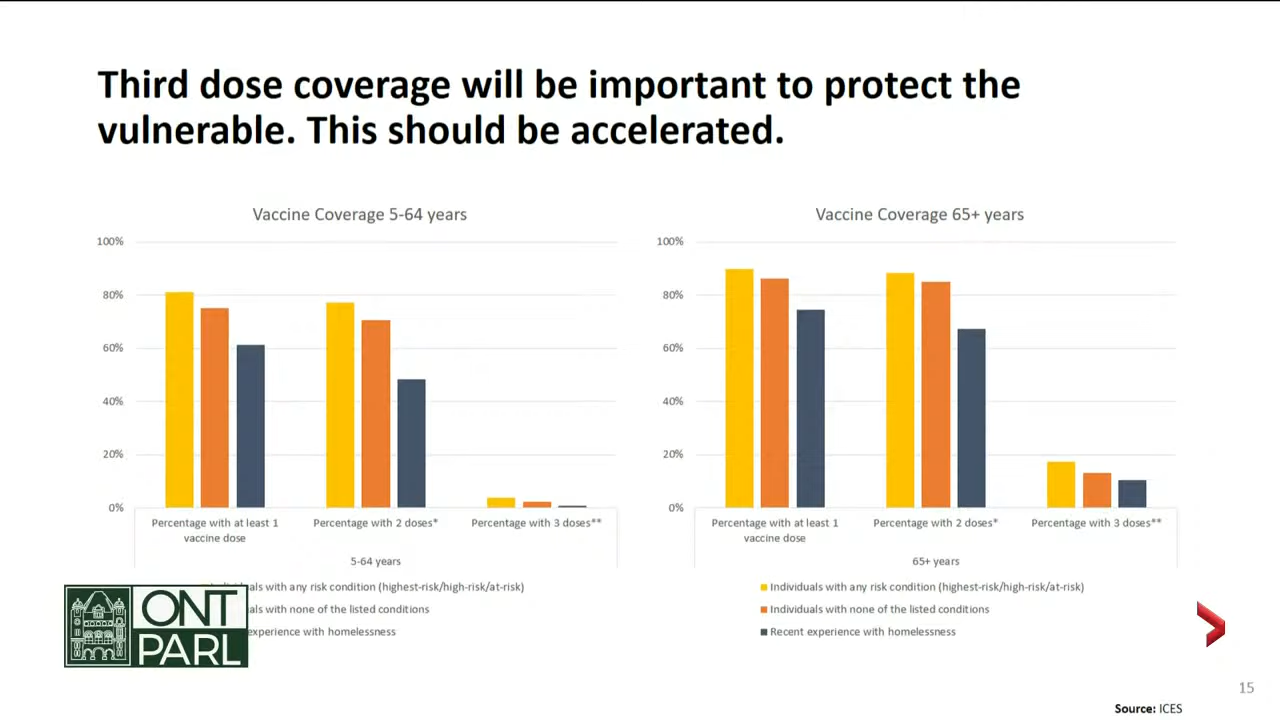 Third dose coverage will be important to protect the
vulnerable. This should be accelerated.
Vaccine Coverage 5-64 years
100%
80%
60%
40%
20%
0%
Percentage with at least 1
vaccine dose
Percentage with 2 doses*
Percentage with 3 doses**
5-64 years
with any risk condition (highest-risk/high-risk/at-risk)
with none of the listed conditions
experience with homelessness
Vaccine Coverage 65+ years
100%
80%
60%
40%
20%
0%
Percentage with at least 1
vaccine dose
Percentage with 2 doses*
Percentage with 3 doses**
65+ years
Individuals with any risk condition (highest-risk/high-risk/at-risk)
Individuals with none of the listed conditions
Recent experience with homelessness
ONT
PARL
15
Source: ICES